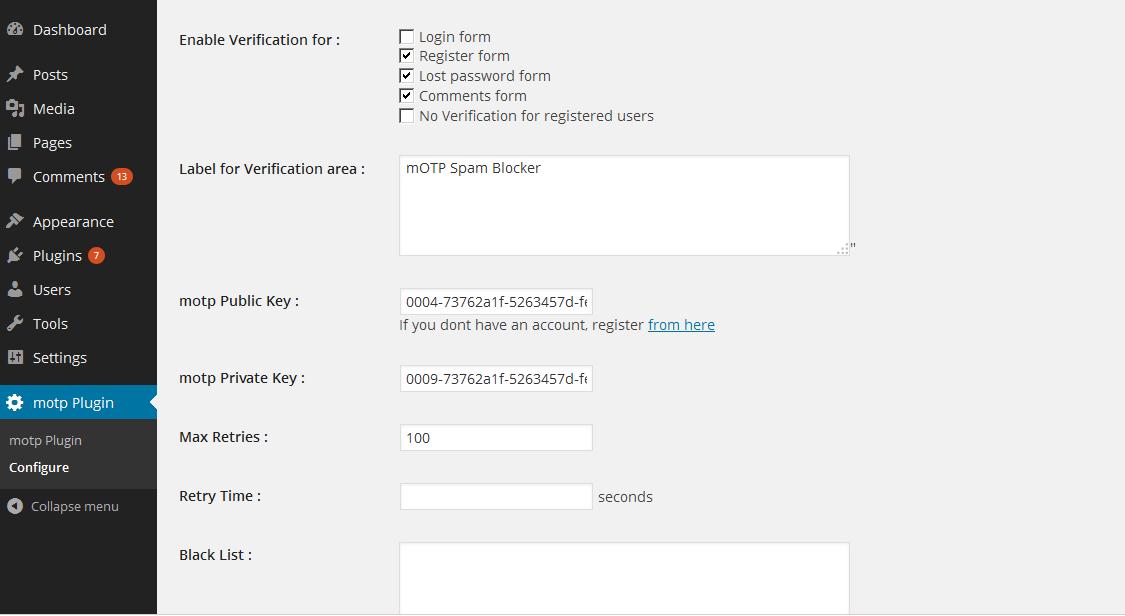 Dashboard
Posts
Media
Pages
Comments 13
Appearance
Plugins 7
Users
Tools
Settings
motp Plugin
motp Plugin
Configure
Collapse menu
Enable Verification for :
Login form
Register form
Lost password form
Comments form
No Verification for registered users
Label for Verification area :
mOTP Spam Blocker
"
motp Public Key :
0004-73762a1f-5263457d-fe
If you dont have an account, register from here
motp Private Key :
0009-73762a1f-5263457d-fe
Max Retries :
100
Retry Time :
seconds
Black List :